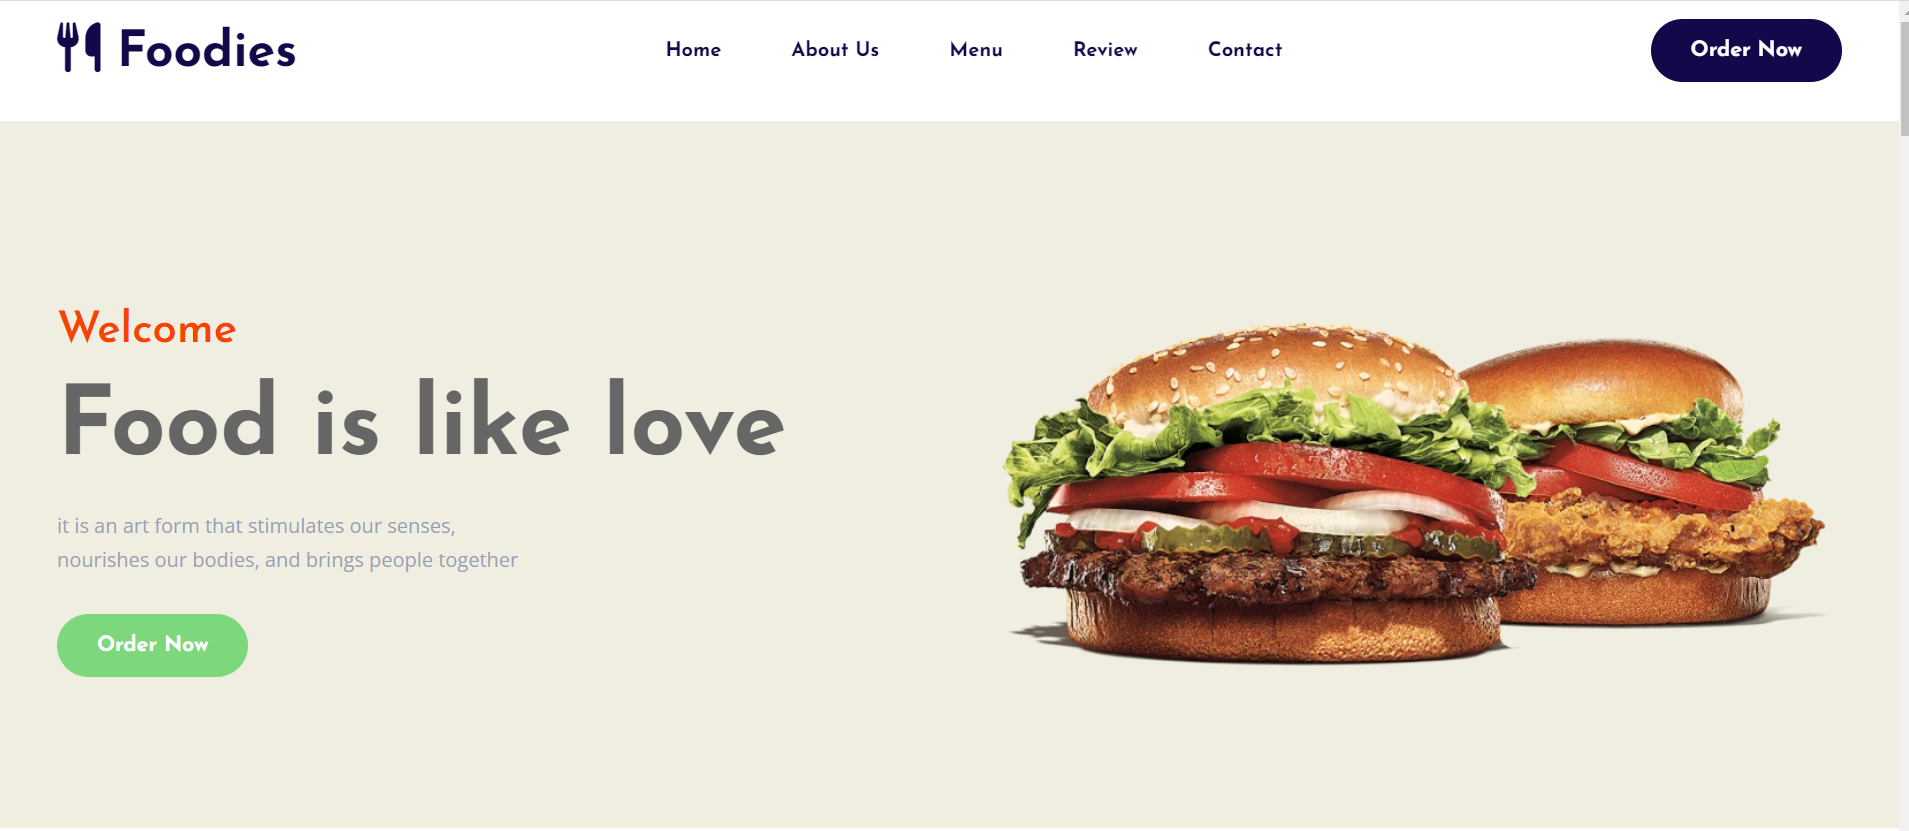 Foodies
Home
About Us
Menu
Review
Contact
Order Now
Welcome
Food is like love
it is an art form that stimulates our senses,
nourishes our bodies, and brings people together
Order Now